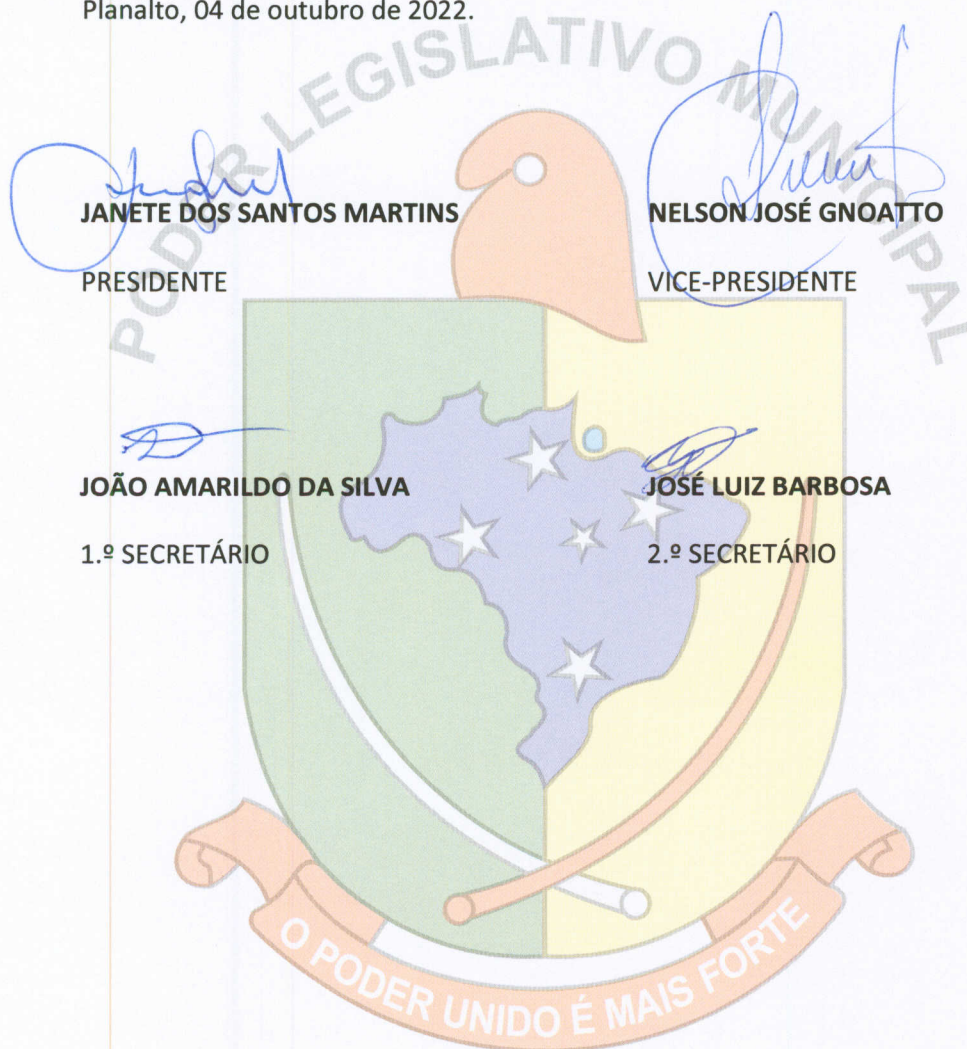 Planalto, 04 de outubro de 2022.
PODER LEGISLATIVO MUNICIPAL
JANETE DOS SANTOS MARTINS
NELSON JOSÉ GNOATTO
PRESIDENTE
VICE-PRESIDENTE
JOÃO AMARILDO DA SILVA
JOSÉ LUIZ BARBOSA
1.º SECRETÁRIO
2.º SECRETÁRIO
O PODER UNIDO É MAIS FORTE